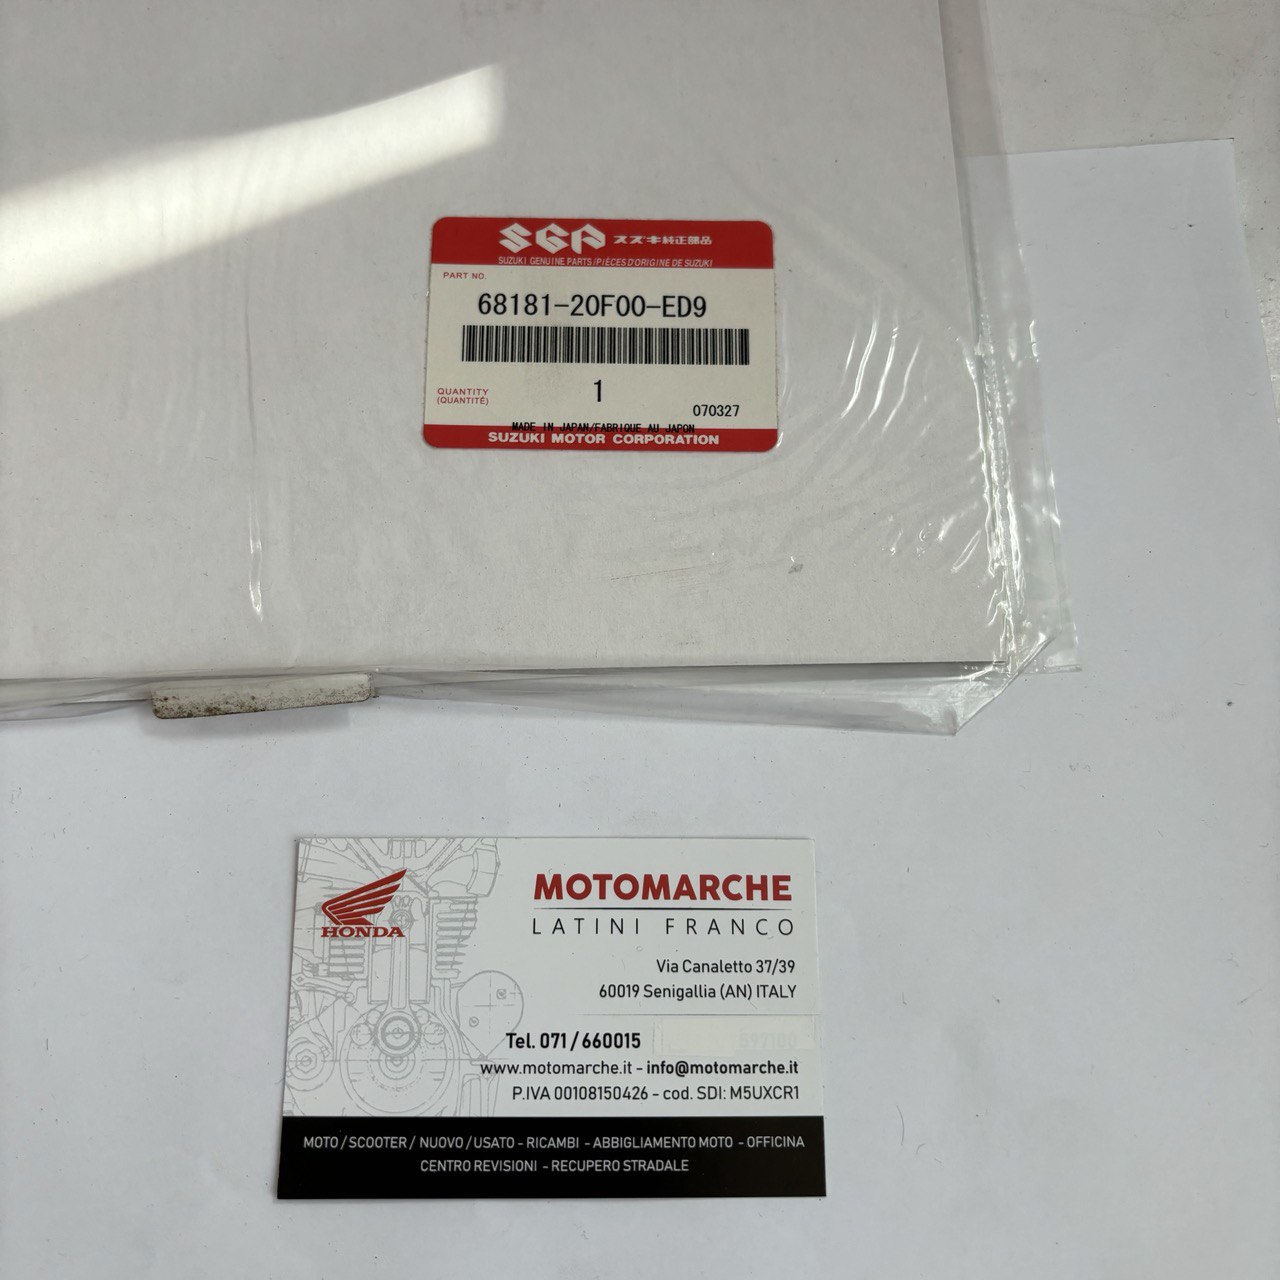 SGP スズキ純正部品
SUZUKI GENUINE PARTS/PIÈCES D'ORIGINE DE SUZUKI
PART NO.
68181-20F00-ED9
QUANTITY
(QUANTITÉ)
1
070327
MADE IN JAPAN/FABRIQUE AU JAPON
SUZUKI MOTOR CORPORATION
HONDA
MOTOMARCHE
LATINI FRANCO
Via Canaletto 37/39
60019 Senigallia (AN) ITALY
Tel. 071/660015 597100
www.motomarche.it - info@motomarche.it
P.IVA 00108150426 - cod. SDI: M5UXCR1
MOTO / SCOOTER / NUOVO / USATO - RICAMBI - ABBIGLIAMENTO MOTO - OFFICINA
CENTRO REVISIONI - RECUPERO STRADALE